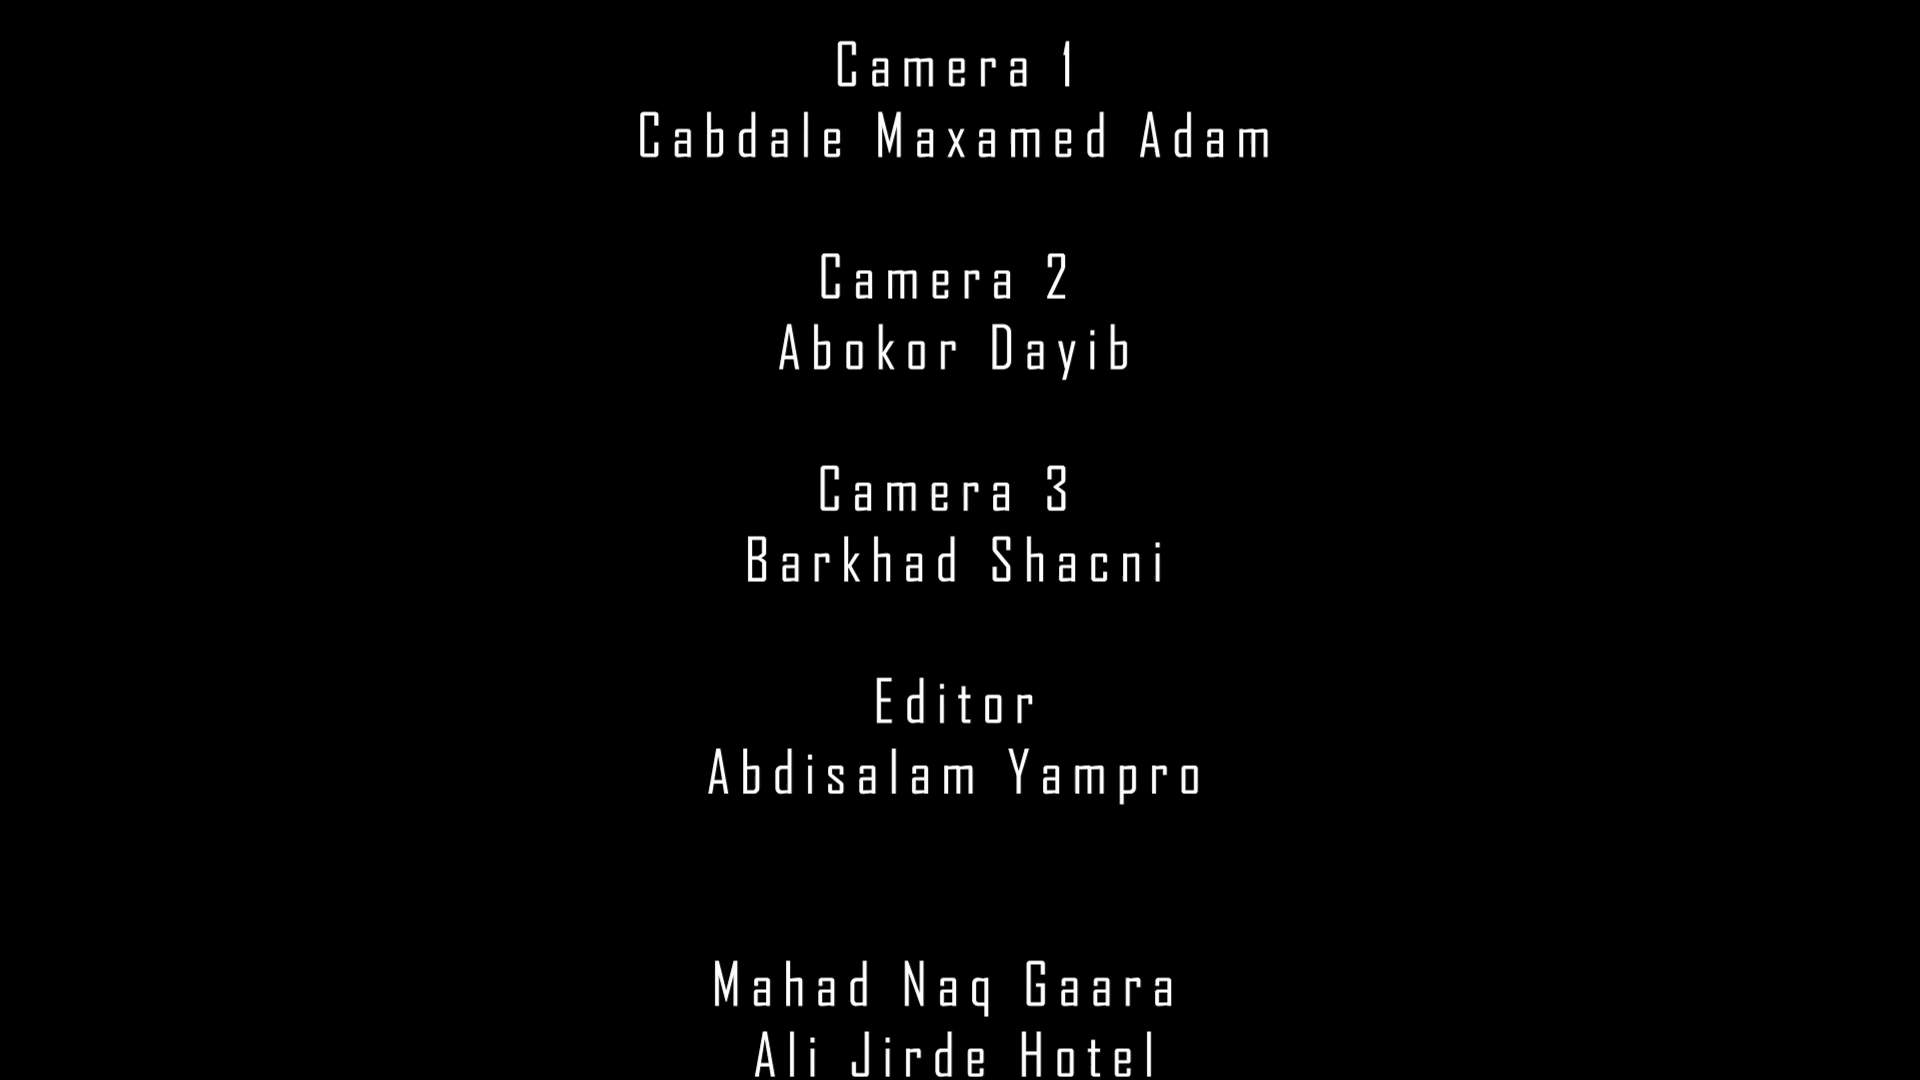 Camera 1
Cabdale Maxamed Adam
Camera 2
Abokor Dayib
Camera 3
Barkhad Shacni
Editor
Abdisalam Yampro
Mahad Naq Gaara
Ali Jirde Hotel